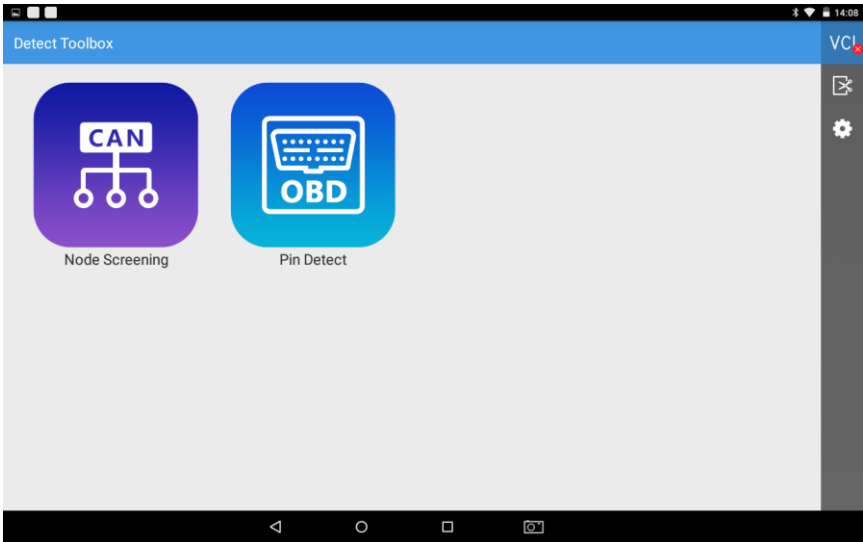 14:08
Detect Toolbox
VCI
CAN
OBD
Node Screening
Pin Detect